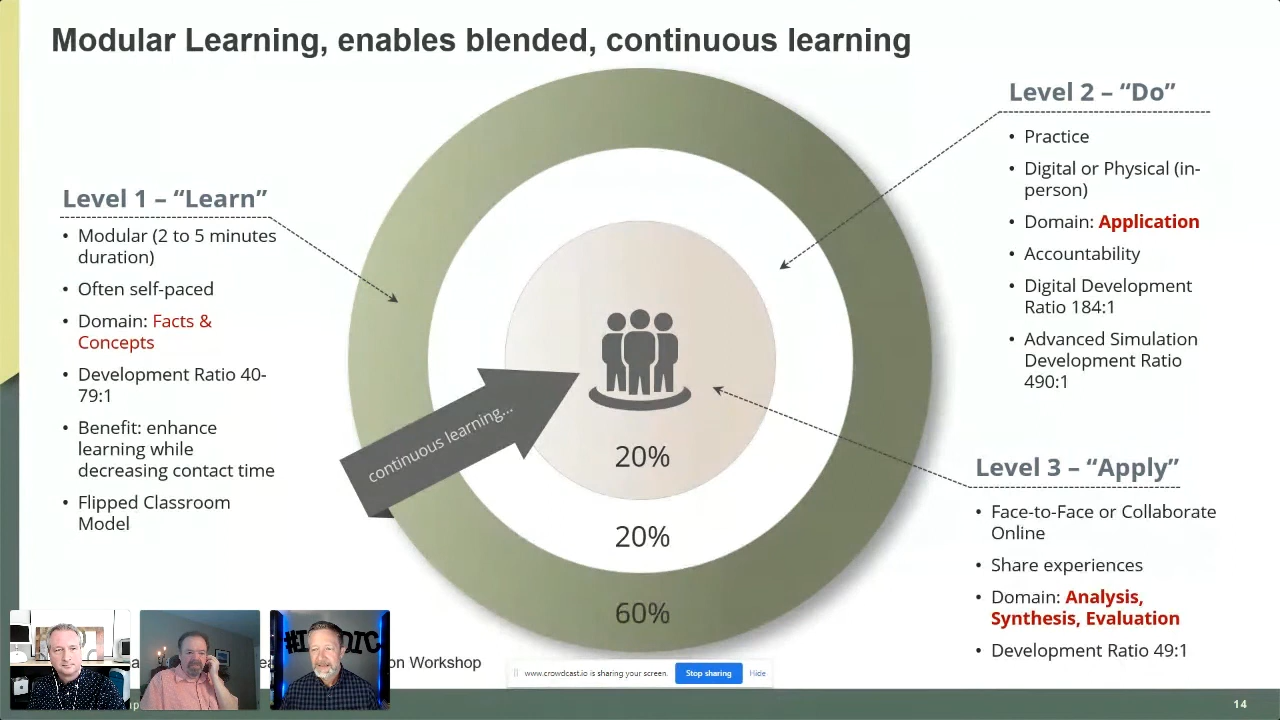 Modular Learning, enables blended, continuous learning
Level 1 – “Learn”
• Modular (2 to 5 minutes
duration)
• Often self-paced
• Domain: Facts &
Concepts
• Development Ratio 40-
79:1
• Benefit: enhance
learning while
decreasing contact time
• Flipped Classroom
Model
continuous learning...
20%
20%
60%
Level 2 – “Do”
• Practice
• Digital or Physical (in-
person)
• Domain: Application
• Accountability
• Digital Development
Ratio 184:1
• Advanced Simulation
Development Ratio
490:1
Level 3 – “Apply”
• Face-to-Face or Collaborate
Online
• Share experiences
• Domain: Analysis,
Synthesis, Evaluation
• Development Ratio 49:1
on Workshop
www.crowdcast.io is sharing your screen.
Stop sharing
Hide
14